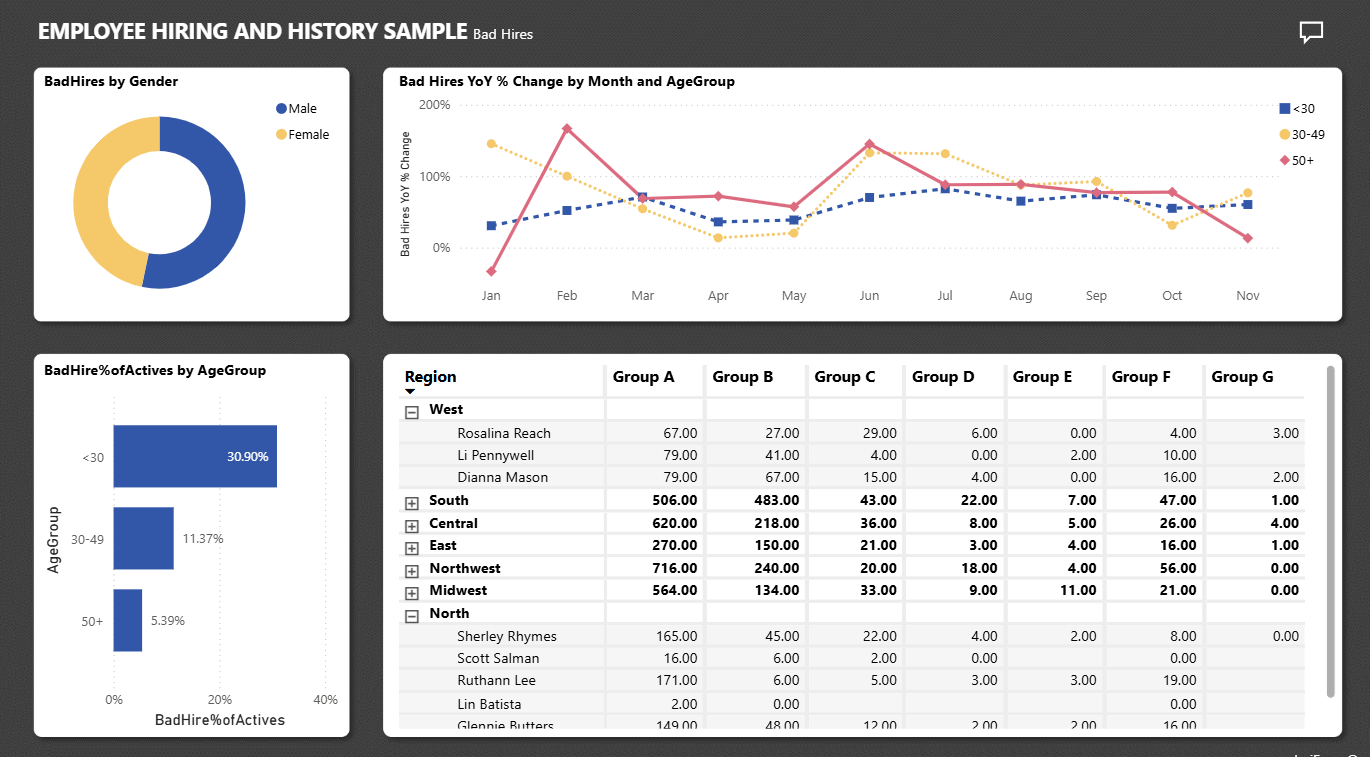 EMPLOYEE HIRING AND HISTORY SAMPLE Bad Hires
BadHires by Gender
Male
Female
Bad Hires YoY % Change by Month and AgeGroup
Bad Hires YoY % Change
200%
100%
0%
Jan Feb Mar Apr May Jun Jul Aug Sep Oct Nov
<30
30-49
50+
BadHire%ofActives by AgeGroup
AgeGroup
<30 30.90%
30-49 11.37%
50+ 5.39%
0% 20% 40%
BadHire%ofActives
Region Group A Group B Group C Group D Group E Group F Group G
West
Rosalina Reach 67.00 27.00 29.00 6.00 0.00 4.00 3.00
Li Pennywell 79.00 41.00 4.00 0.00 2.00 10.00
Dianna Mason 79.00 67.00 15.00 4.00 0.00 16.00 2.00
South 506.00 483.00 43.00 22.00 7.00 47.00 1.00
Central 620.00 218.00 36.00 8.00 5.00 26.00 4.00
East 270.00 150.00 21.00 3.00 4.00 16.00 1.00
Northwest 716.00 240.00 20.00 18.00 4.00 56.00 0.00
Midwest 564.00 134.00 33.00 9.00 11.00 21.00 0.00
North
Sherley Rhymes 165.00 45.00 22.00 4.00 2.00 8.00 0.00
Scott Salman 16.00 6.00 2.00 0.00 0.00
Ruthann Lee 171.00 6.00 5.00 3.00 3.00 19.00
Lin Batista 2.00 0.00 0.00
Glennie Butters 149.00 48.00 12.00 2.00 2.00 16.00